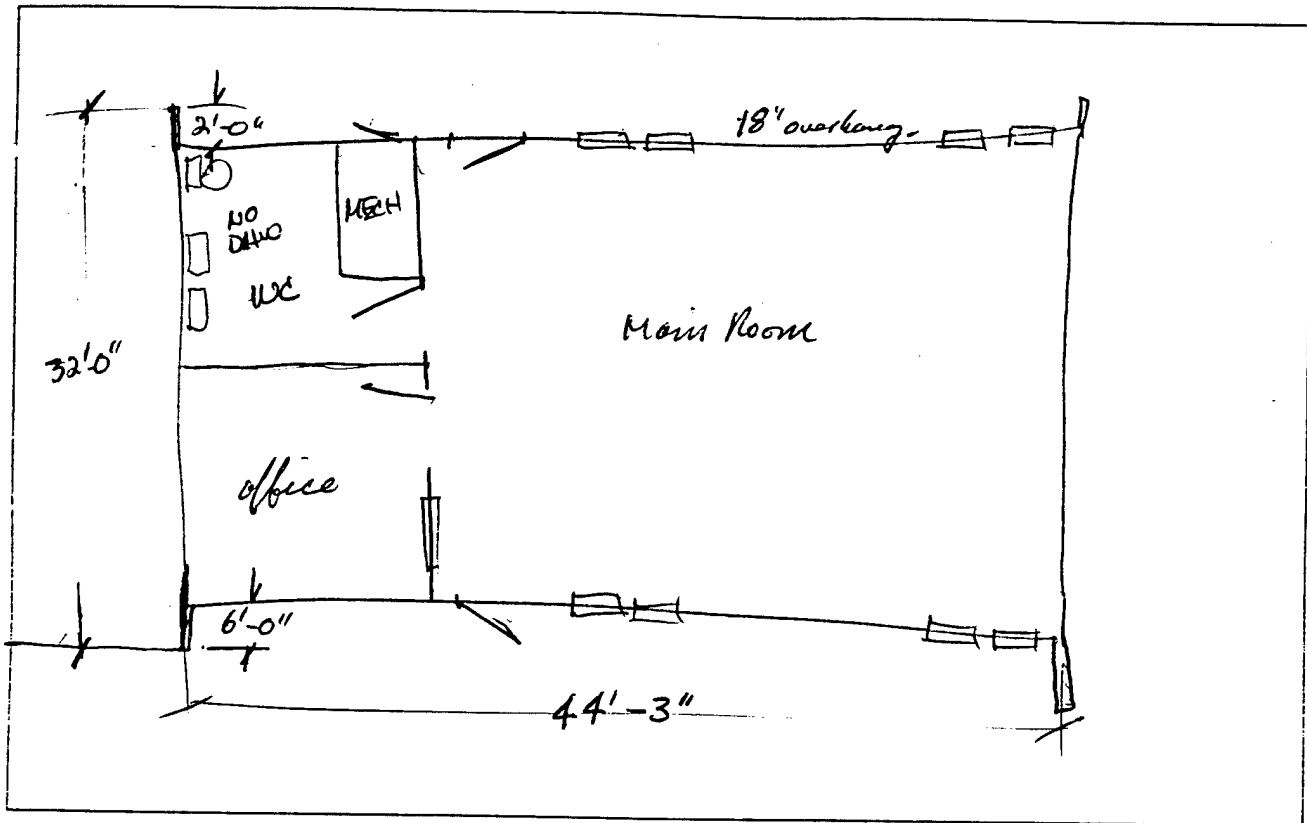 2'-0"
18" overhang.
MECH
NO
WC
Main Room
32'0"
office
6'-0"
44'-3"